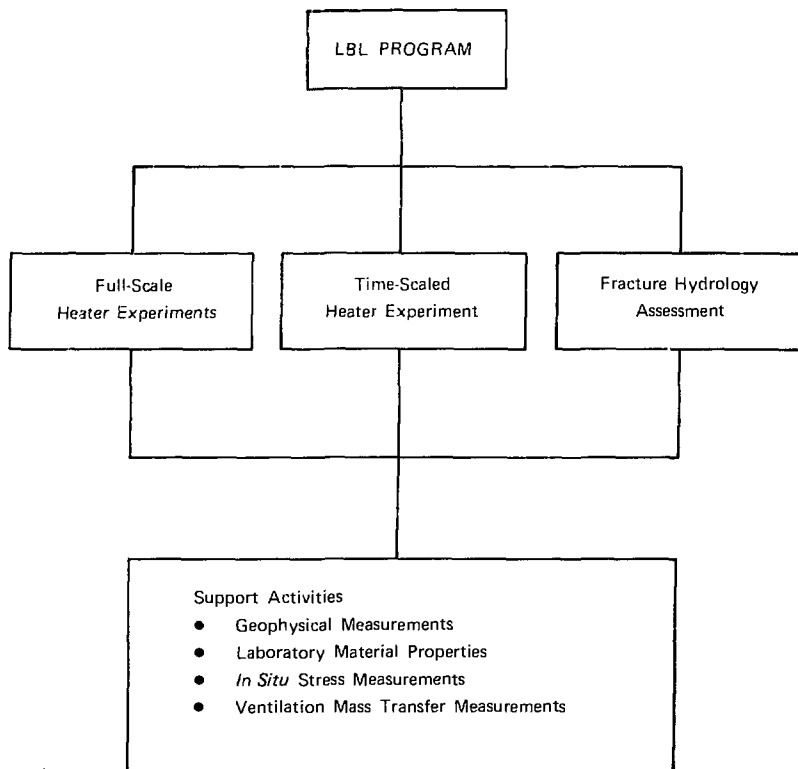 LBL PROGRAM
Full-Scale
Heater Experiments
Time-Scaled
Heater Experiment
Fracture Hydrology
Assessment
Support Activities
● Geophysical Measurements
● Laboratory Material Properties
● In Situ Stress Measurements
● Ventilation Mass Transfer Measurements